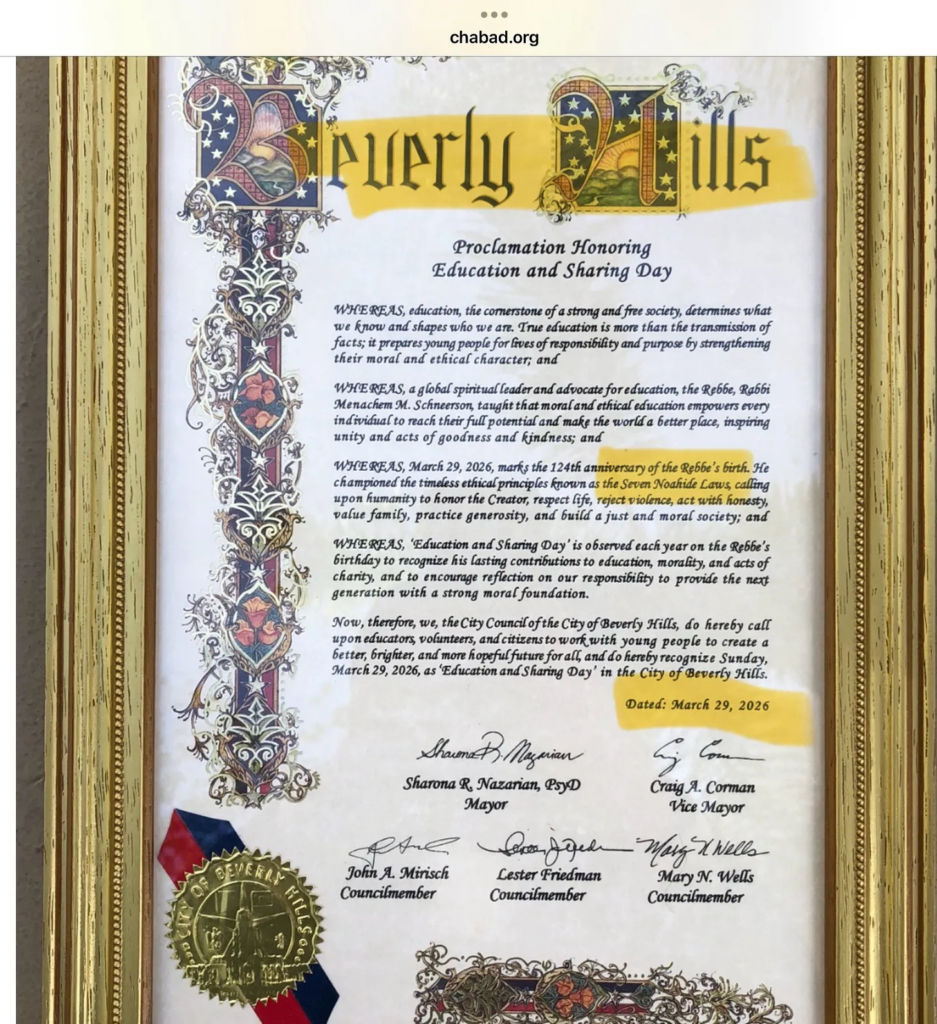 chabad.org
Beverly Hills
Proclamation Honoring
Education and Sharing Day
WHEREAS, education, the cornerstone of a strong and free society, determines what
we know and shapes who we are. True education is more than the transmission of
facts; it prepares young people for lives of responsibility and purpose by strengthening
their moral and ethical character; and
WHEREAS, a global spiritual leader and advocate for education, the Rebbe, Rabbi
Menachem M. Schneerson, taught that moral and ethical education empowers every
individual to reach their full potential and make the world a better place, inspiring
unity and acts of goodness and kindness; and
WHEREAS, March 29, 2026, marks the 124th anniversary of the Rebbe's birth. He
championed the timeless ethical principles known as the Seven Noahide Laws, calling
upon humanity to honor the Creator, respect life, reject violence, act with honesty,
value family, practice generosity, and build a just and moral society; and
WHEREAS, 'Education and Sharing Day' is observed each year on the Rebbe's
birthday to recognize his lasting contributions to education, morality, and acts of
charity, and to encourage reflection on our responsibility to provide the next
generation with a strong moral foundation.
Now, therefore, we, the City Council of the City of Beverly Hills, do hereby call
upon educators, volunteers, and citizens to work with young people to create a
better, brighter, and more hopeful future for all, and do hereby recognize Sunday,
March 29, 2026, as 'Education and Sharing Day' in the City of Beverly Hills.
Dated: March 29, 2026
Sharona R. Nazarian
Sharona R. Nazarian, PsyD
Mayor
Craig A. Corman
Vice Mayor
Mary N Wells
John A. Mirisch
Councilmember
Lester Friedman
Councilmember
Mary N. Wells
Councilmember
CITY OF BEVERLY HILLS